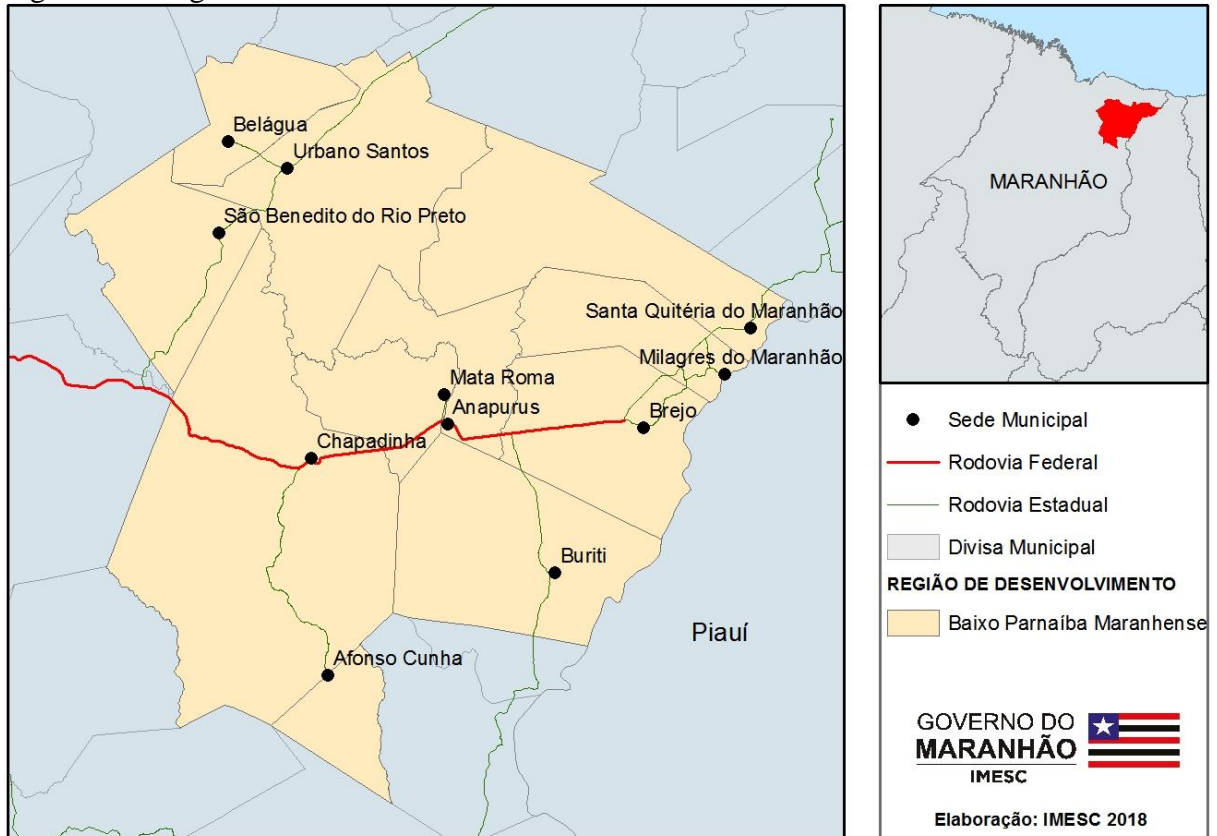 Belágua
Urbano Santos
São Benedito do Rio Preto
Santa Quitéria do Maranhão
Milagres do Maranhão
Mata Roma
Anapurus
Brejo
Chapadinha
Buriti
Piauí
Afonso Cunha
MARANHÃO
Sede Municipal
Rodovia Federal
Rodovia Estadual
Divisa Municipal
REGIÃO DE DESENVOLVIMENTO
Baixo Parnaíba Maranhense
GOVERNO DO
MARANHÃO
IMESC
Elaboração: IMESC 2018